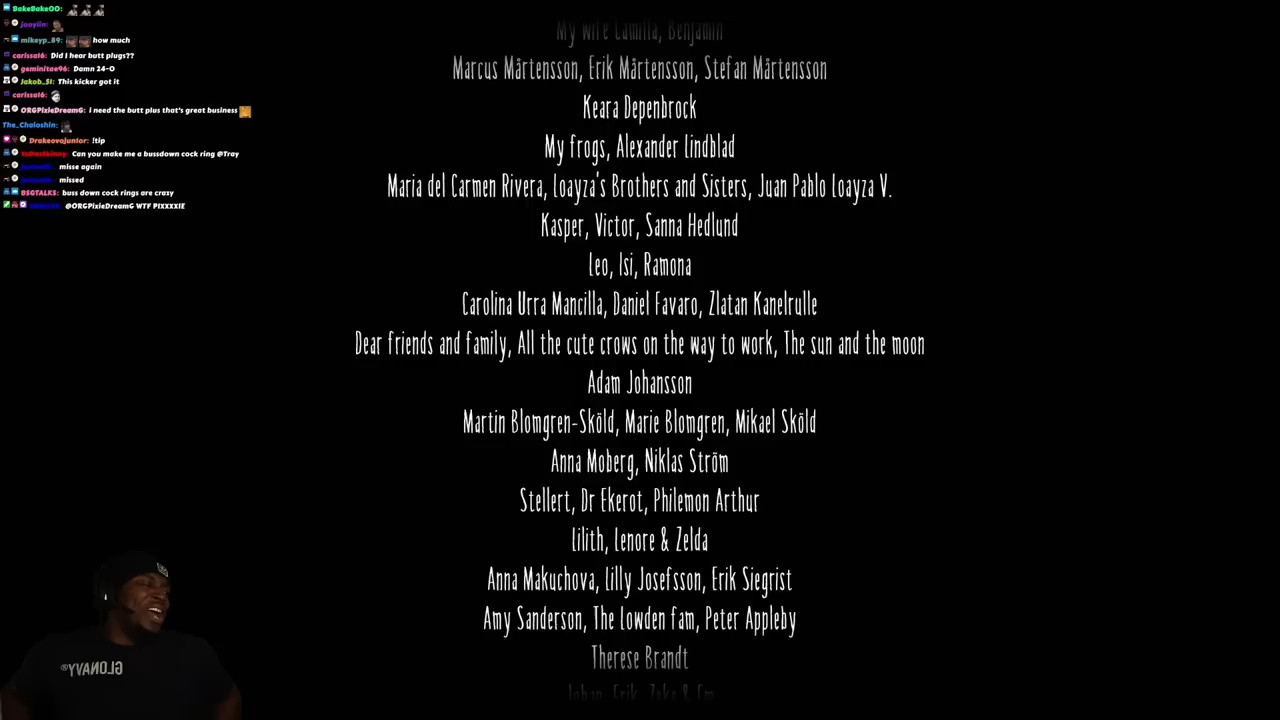 BakeBakeOO:
jooyiin:
mikeyp_89: how much
carissa16: Did I hear butt plugs??
geminitae96: Damn 24-0
Jakob_51: This kicker got it
carissa16:
ORGPixieDreamG: I need the butt plus that's great business
The_Chaioshin:
Drakeovajunior: !tip
Can you make me a bussdown cock ring @Tray
misse again
missed
BSGTALKS: buss down cock rings are crazy
@ORGPixieDreamG WTF PIXXXXIE
My wife Camilla, Benjamin
Marcus Mårtensson, Erik Mårtensson, Stefan Mårtensson
Keara Depenbrock
My frogs, Alexander Lindblad
Maria del Carmen Rivera, Loayza's Brothers and Sisters, Juan Pablo Loayza V.
Kasper, Victor, Sanna Hedlund
Leo, Isi, Ramona
Carolina Urra Mancilla, Daniel Favaro, Zlatan Kanelrulle
Dear friends and family, All the cute crows on the way to work, The sun and the moon
Adam Johansson
Martin Blomgren-Sköld, Marie Blomgren, Mikael Sköld
Anna Moberg, Niklas Ström
Stellert, Dr Ekerot, Philemon Arthur
Lilith, Lenore & Zelda
Anna Makuchova, Lilly Josefsson, Erik Siegrist
Amy Sanderson, The Lowden fam, Peter Appleby
Therese Brandt
Johan, Erik, Zeke & Em
GLONAVY®